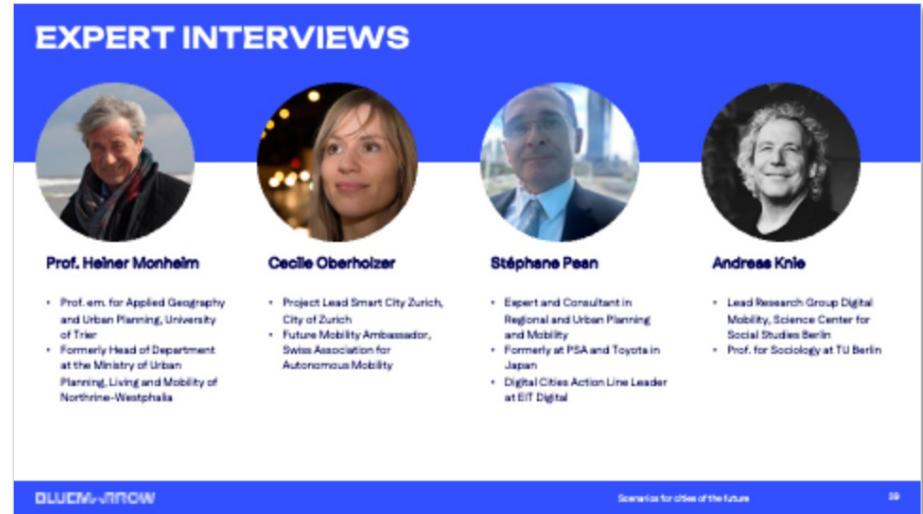 EXPERT INTERVIEWS
Prof. Heiner Monheim
• Prof. em. for Applied Geography
and Urban Planning, University
of Trier
• Formerly Head of Department
at the Ministry of Urban
Planning, Living and Mobility of
Northrine-Westphalia
Cecile Oberholzer
• Project Lead Smart City Zurich,
City of Zurich
• Future Mobility Ambassador,
Swiss Association for
Autonomous Mobility
Stéphane Pean
• Expert and Consultant in
Regional and Urban Planning
and Mobility
• Formerly at PSA and Toyota in
Japan
• Digital Cities Action Line Leader
at EIT Digital
Andreas Knie
• Lead Research Group Digital
Mobility, Science Center for
Social Studies Berlin
• Prof. for Sociology at TU Berlin
Scenarios for cities of the future